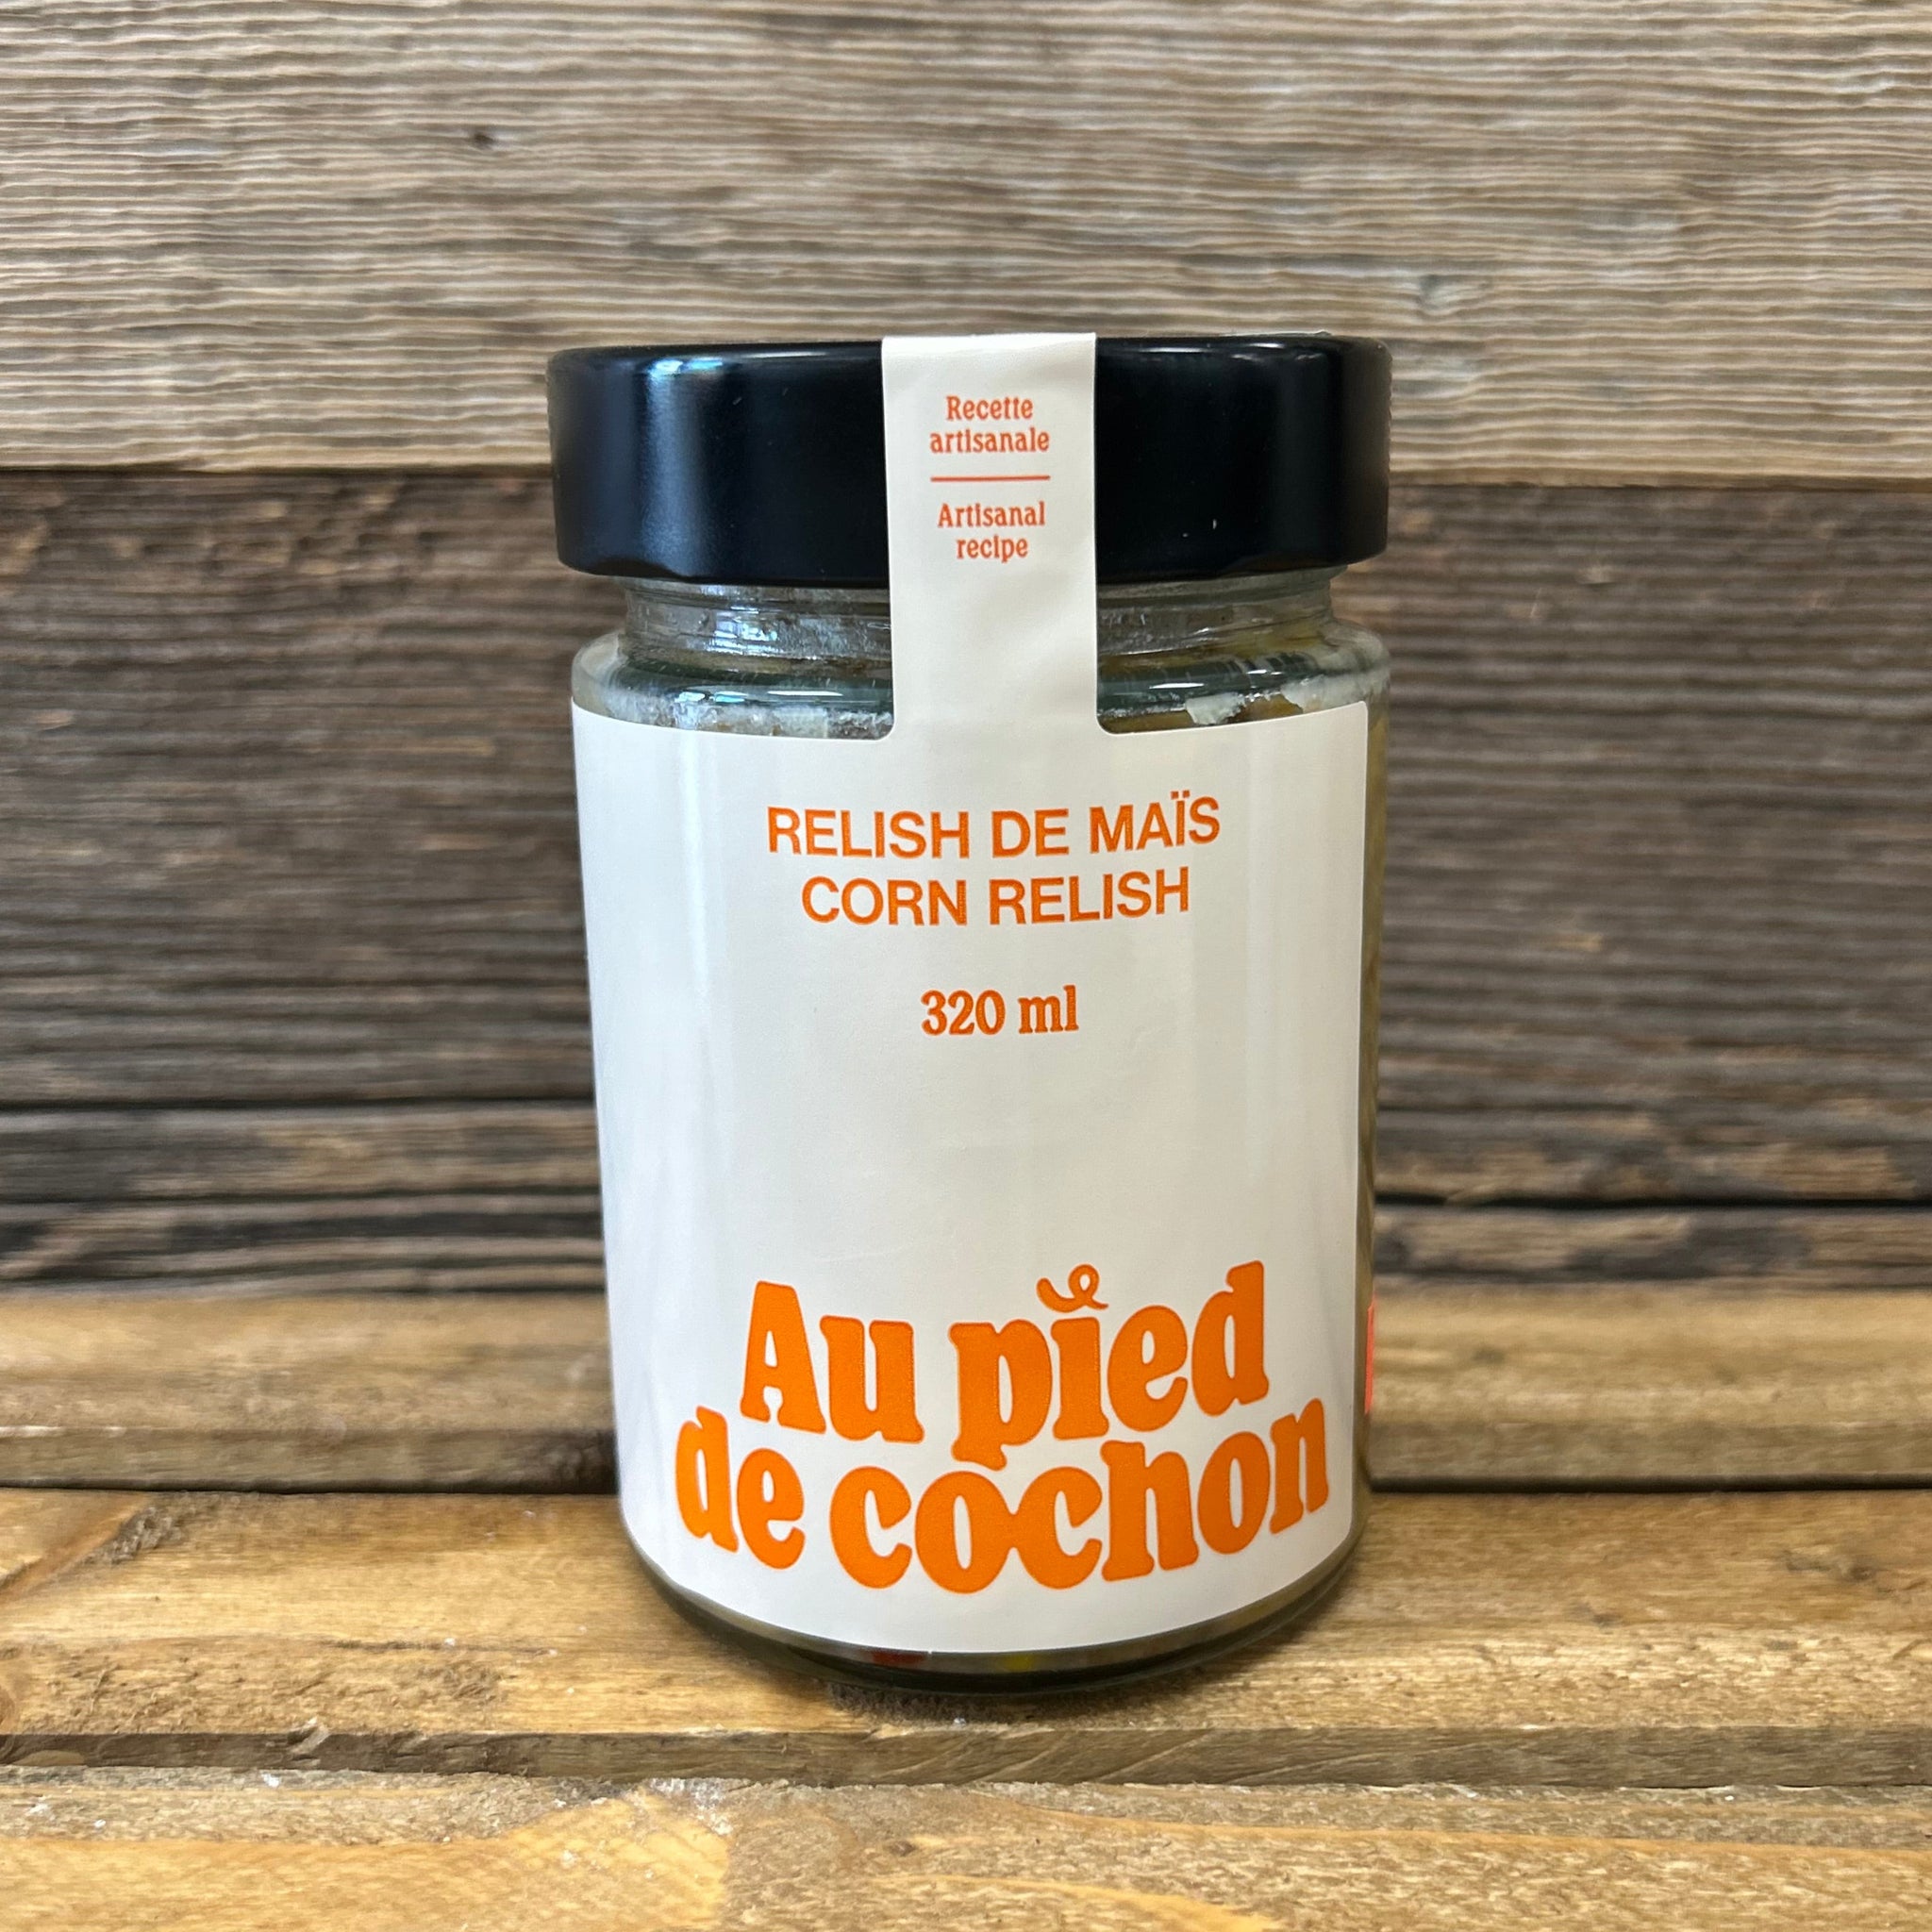 Recette
artisanale
Artisanal
recipe
RELISH DE MAÏS
CORN RELISH
320 ml
Au pied
de cochon